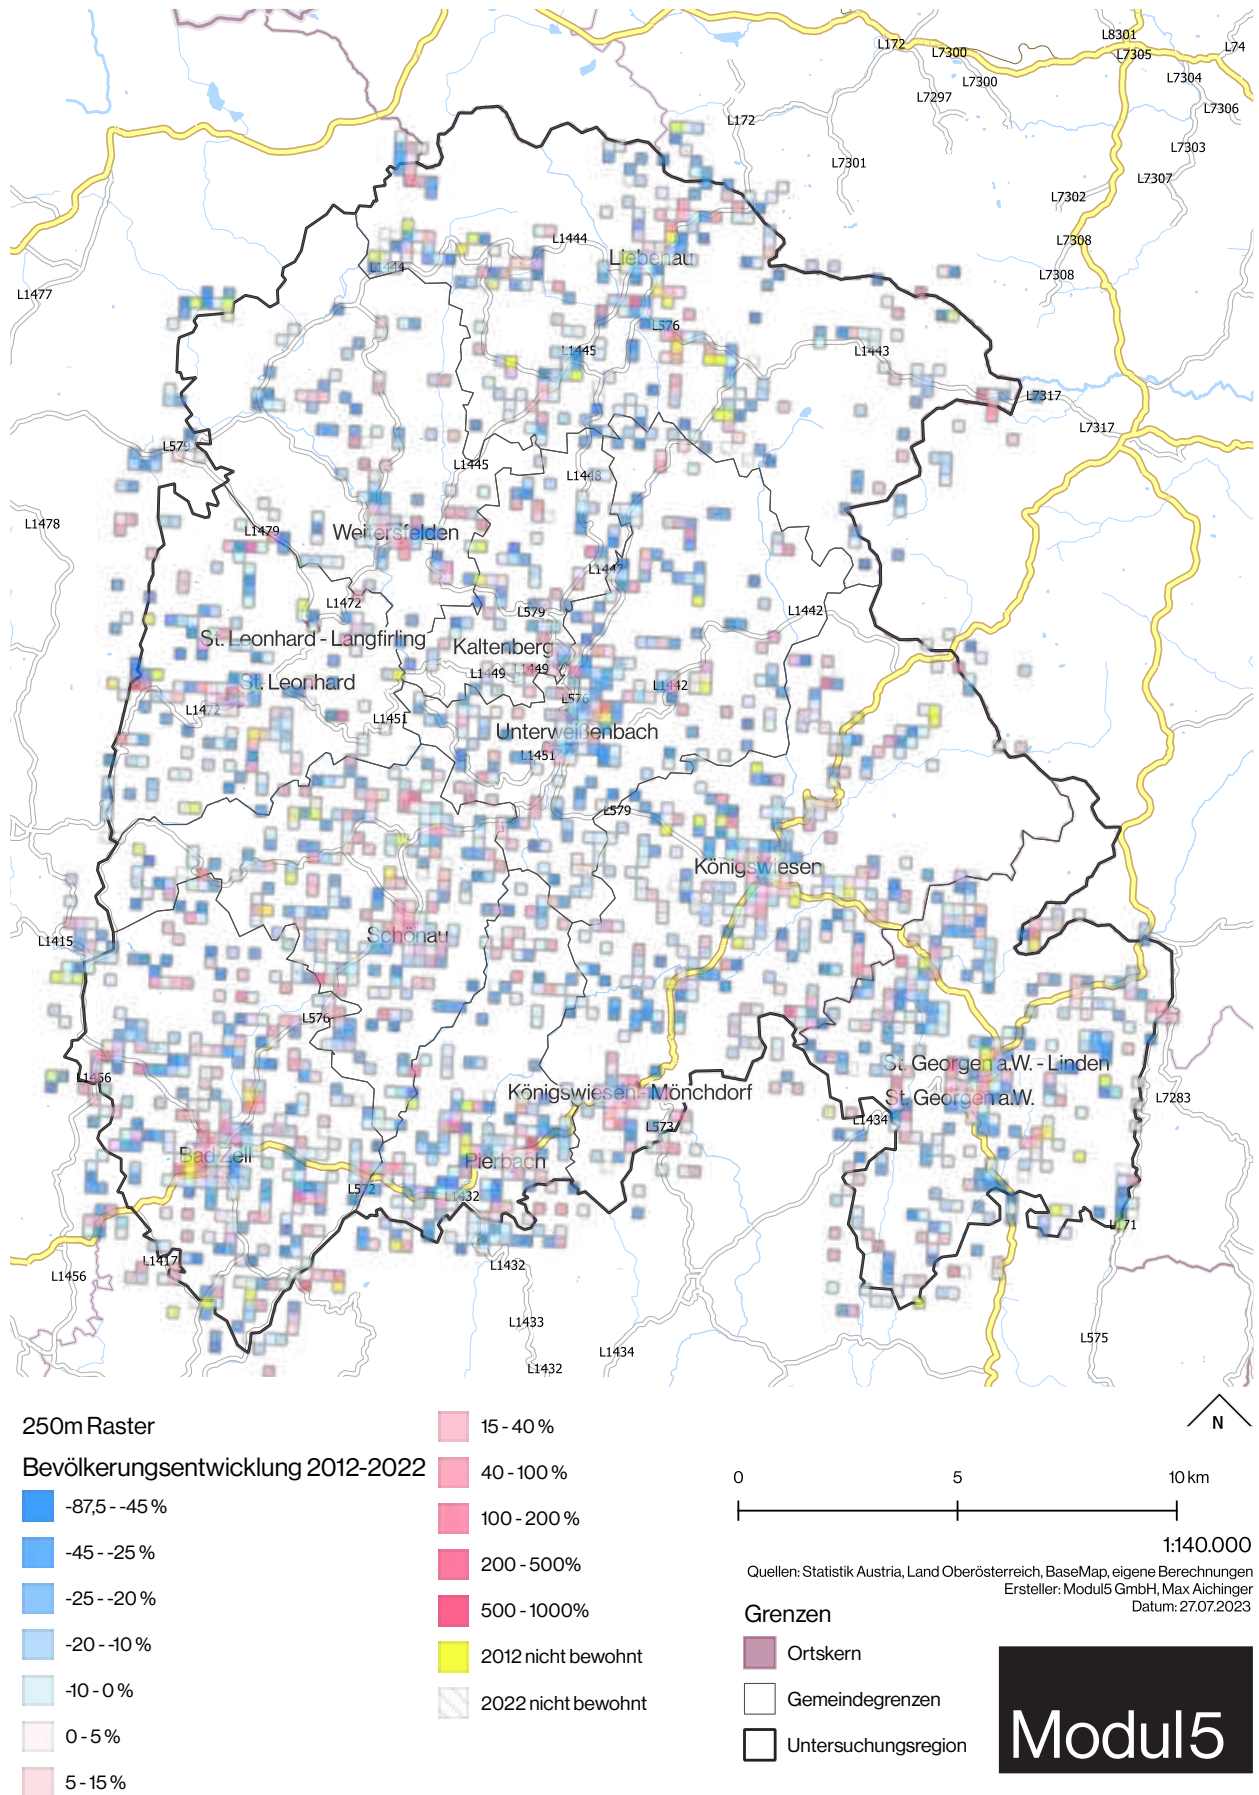 L8301
L172
L74
L7300
L7305
L7300
L7304
L7297
L7306
L172
L7303
L7301
L7307
L7302
L1444
L7308
Liebenau
L1444
L7308
L1477
L576
L1445
L1443
L7317
L7317
L579
L1445
L1448
L1478
L1479
Weitersfelden
L1447
L1472
L579
L1442
St. Leonhard - Langfirling
Kaltenberg
L1449
L1449
St. Leonhard
L1442
L576
L1472
L1451
Unterweißenbach
L1451
L579
Königswiesen
Schönau
L1415
L576
St. Georgen a.W. - Linden
L1456
Königswiesen - Mönchdorf
St. Georgen a.W.
L7283
L1434
L573
Bad Zell
Pierbach
L572
L1432
L571
L1417
L1432
L1456
L1433
L575
L1434
L1432
250m Raster
Bevölkerungsentwicklung 2012-2022
-87,5 - -45 %
-45 - -25 %
-25 - -20 %
-20 - -10 %
-10 - 0 %
0 - 5 %
5 - 15 %
15 - 40 %
40 - 100 %
100 - 200 %
200 - 500%
500 - 1000%
2012 nicht bewohnt
2022 nicht bewohnt
N
0 5 10 km
1:140.000
Quellen: Statistik Austria, Land Oberösterreich, BaseMap, eigene Berechnungen
Ersteller: Modul5 GmbH, Max Aichinger
Datum: 27.07.2023
Grenzen
Ortskern
Gemeindegrenzen
Untersuchungsregion
Modul5